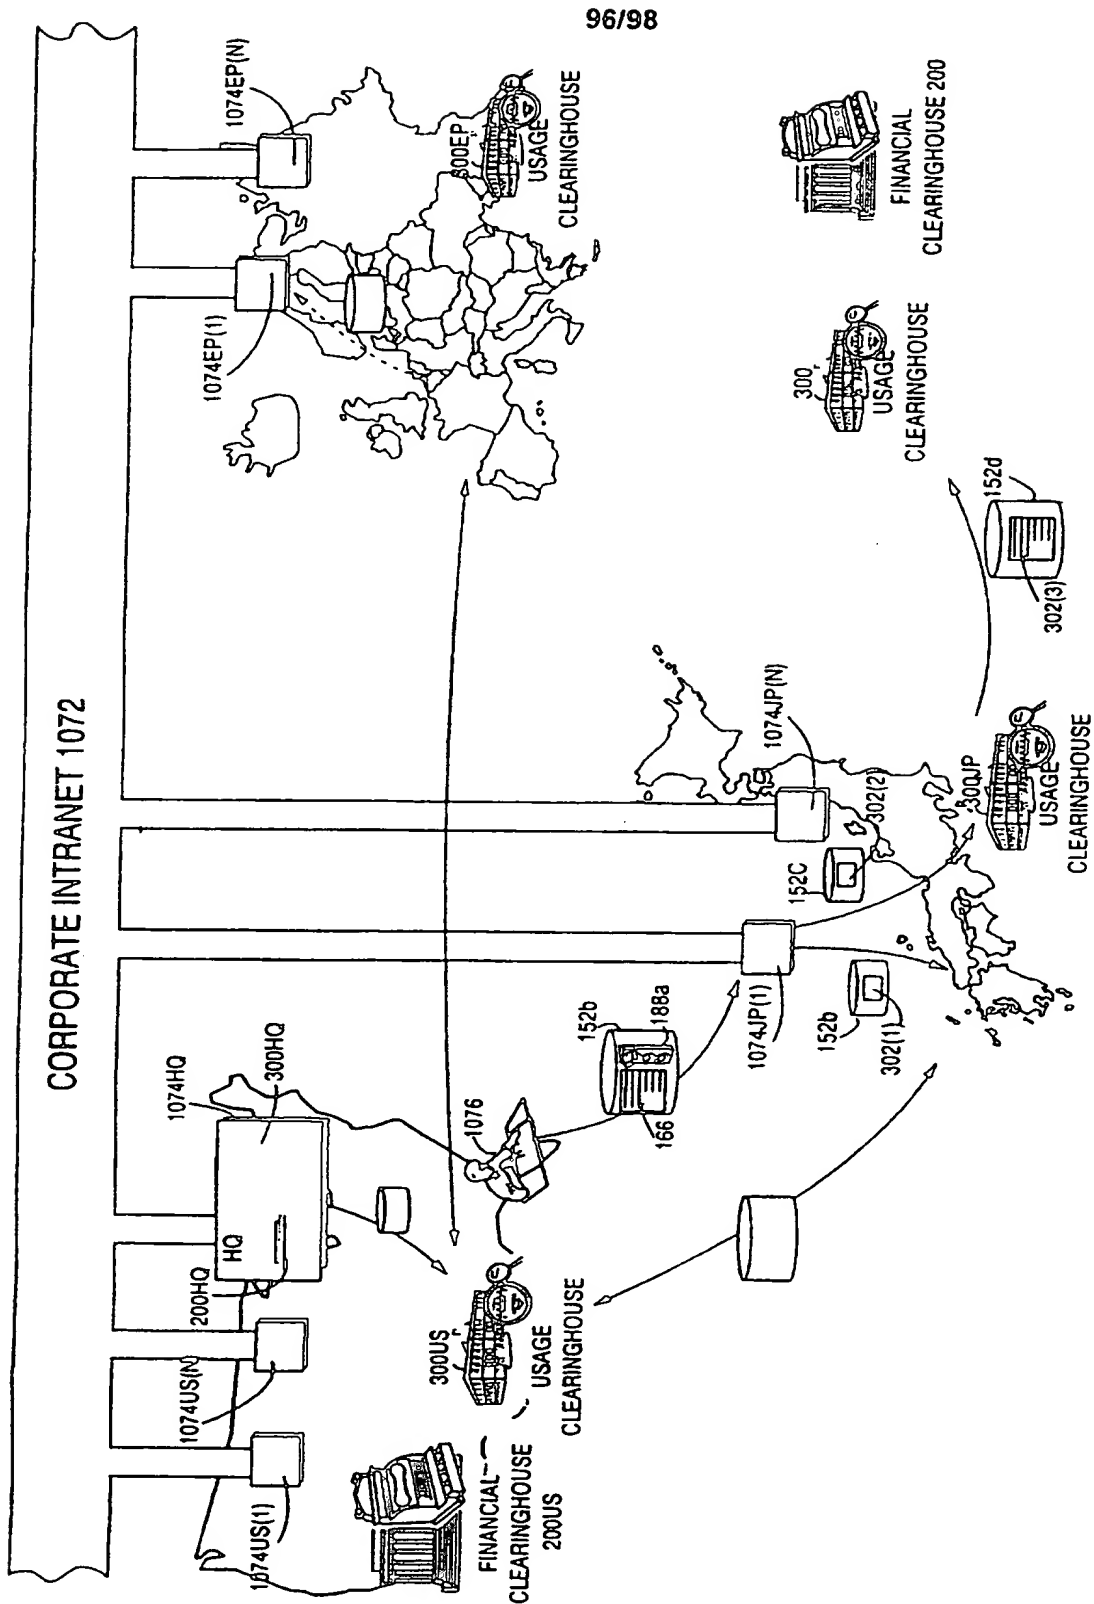 96/98
CORPORATE INTRANET 1072
1074US(1)
1074US(N)
200HQ
HQ
1074HQ
300HQ
1074EP(1)
1074EP(N)
FINANCIAL
CLEARINGHOUSE
200US
300US
USAGE
CLEARINGHOUSE
1076
300EP
USAGE
CLEARINGHOUSE
152b
188a
166
1074JP(1)
1074JP(N)
152b
302(1)
152C
302(2)
300JP
USAGE
CLEARINGHOUSE
152d
302(3)
300
USAGE
CLEARINGHOUSE
FINANCIAL
CLEARINGHOUSE 200